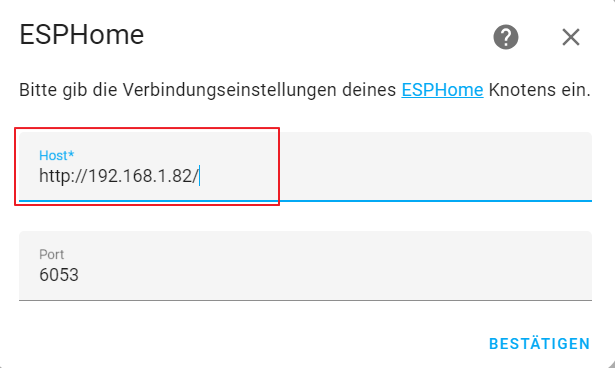 ESPHome
Bitte gib die Verbindungseinstellungen deines ESPHome Knotens ein.
Host*
http://192.168.1.82/
Port
6053
BESTÄTIGEN